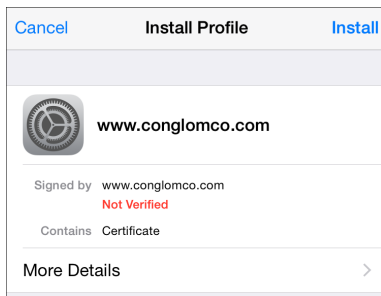 Cancel Install Profile Install
www.conglomco.com
Signed by www.conglomco.com
Not Verified
Contains Certificate
More Details